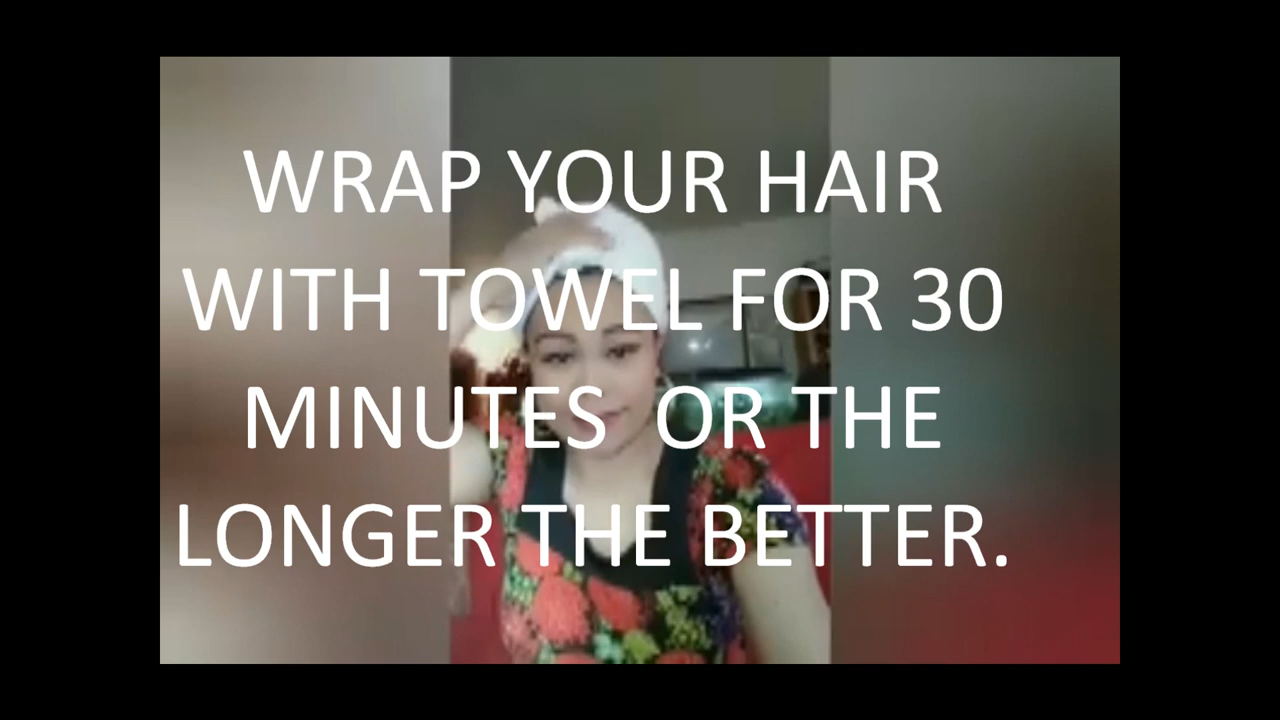 WRAP YOUR HAIR
WITH TOWEL FOR 30
MINUTES  OR THE
LONGER THE BETTER.